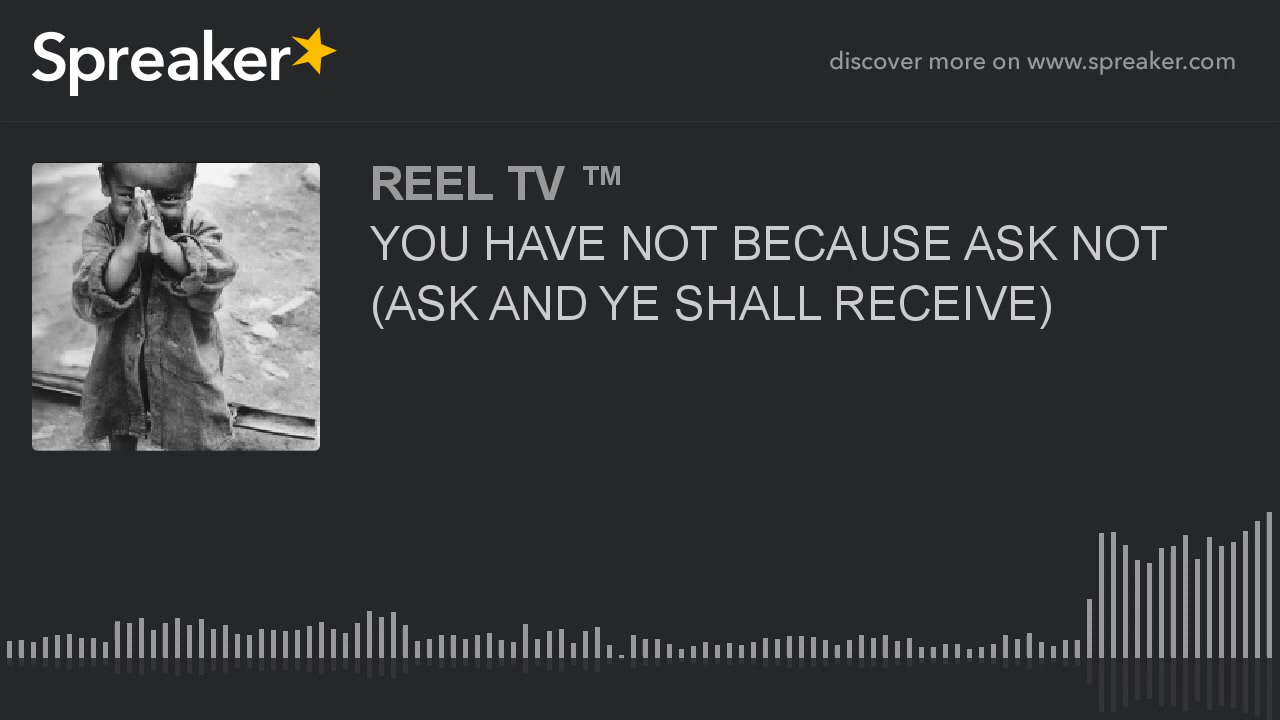 Spreaker
discover more on www.spreaker.com
REEL TV ™
YOU HAVE NOT BECAUSE ASK NOT
(ASK AND YE SHALL RECEIVE)